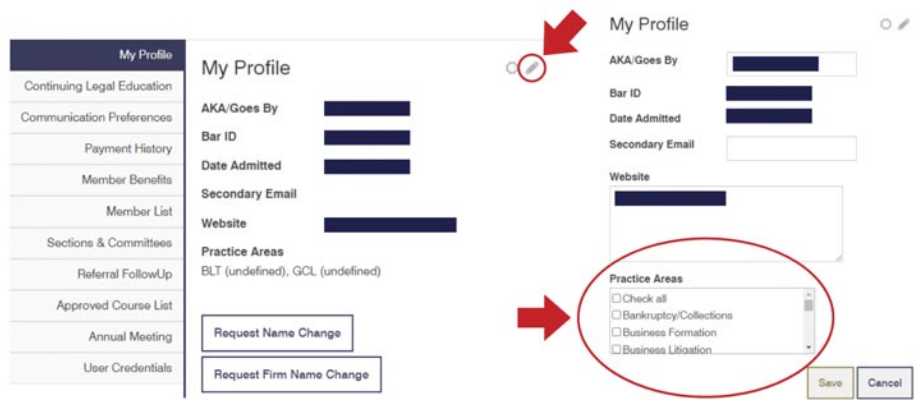 My Profile
Continuing Legal Education
Communication Preferences
Payment History
Member Benefits
Member List
Sections & Committees
Referral FollowUp
Approved Course List
Annual Meeting
User Credentials
My Profile
AKA/Goes By
Bar ID
Date Admitted
Secondary Email
Website
Practice Areas
BLT (undefined), GCL (undefined)
Request Name Change
Request Firm Name Change
My Profile
AKA/Goes By
Bar ID
Date Admitted
Secondary Email
Website
Practice Areas
Check all
Bankruptcy/Collections
Business Formation
Business Litigation
Save Cancel